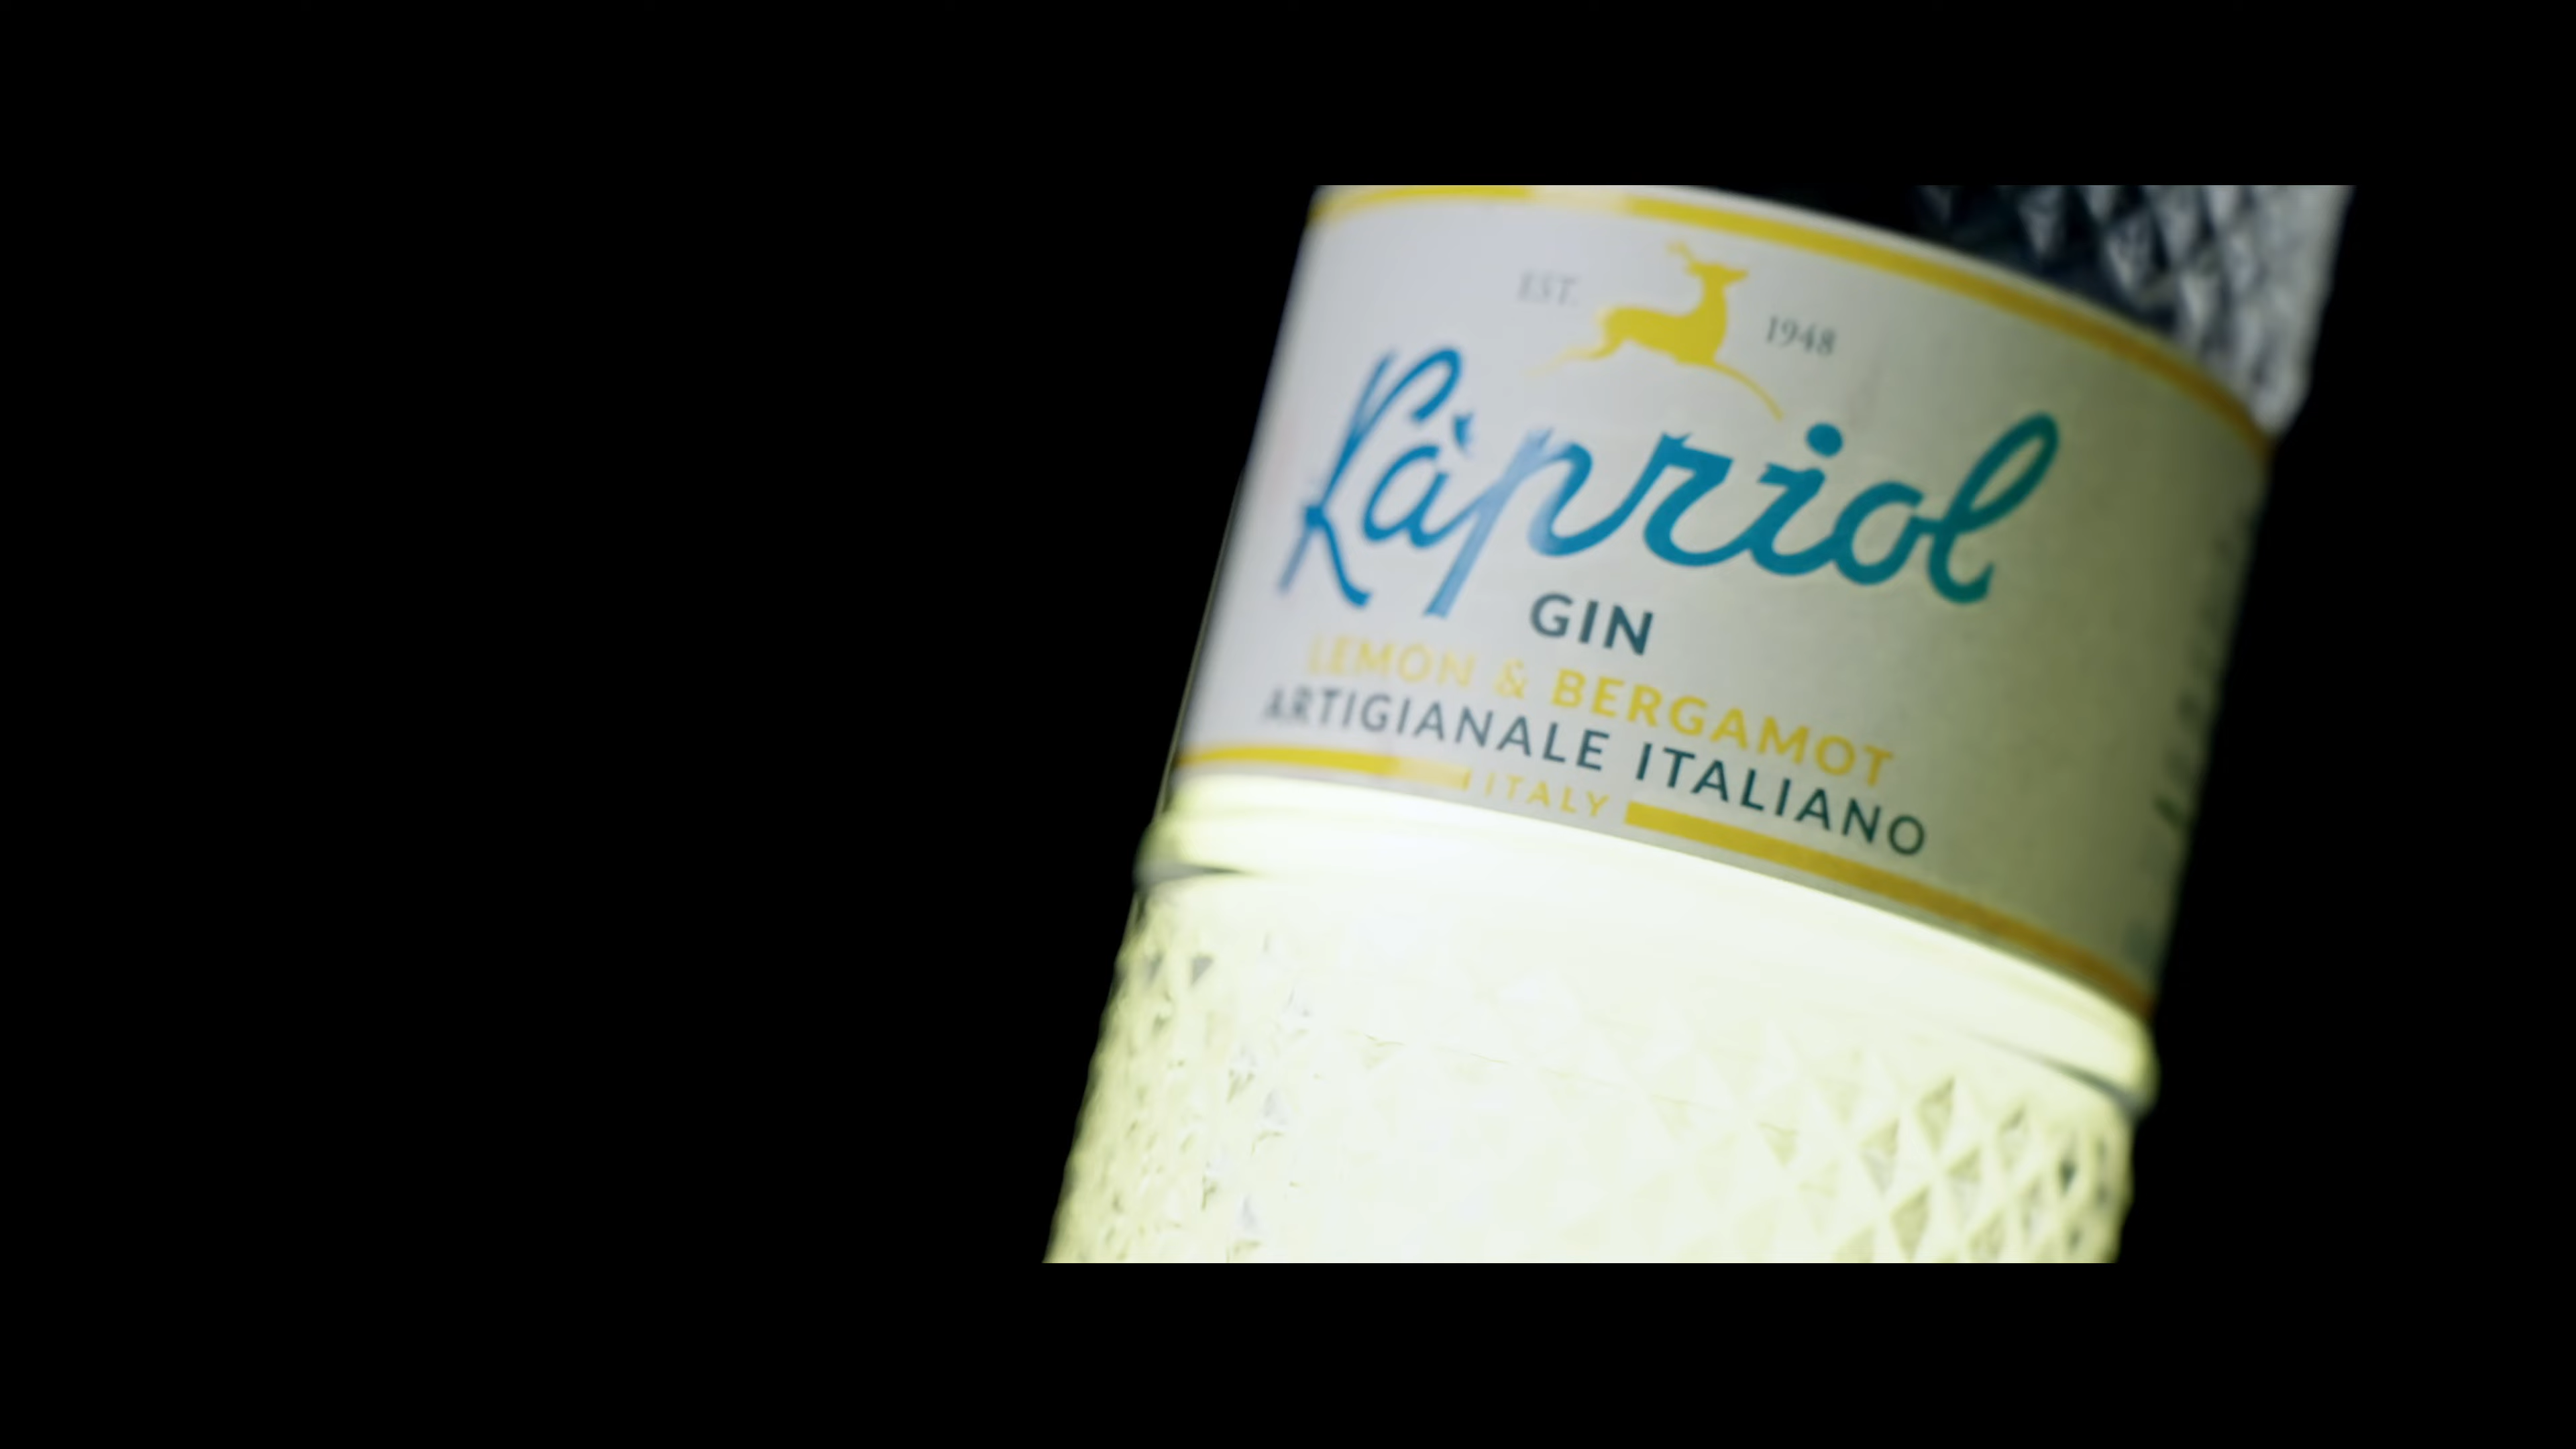 EST. 1948
Kàpriol
GIN
LEMON & BERGAMOT
ARTIGIANALE ITALIANO
ITALY